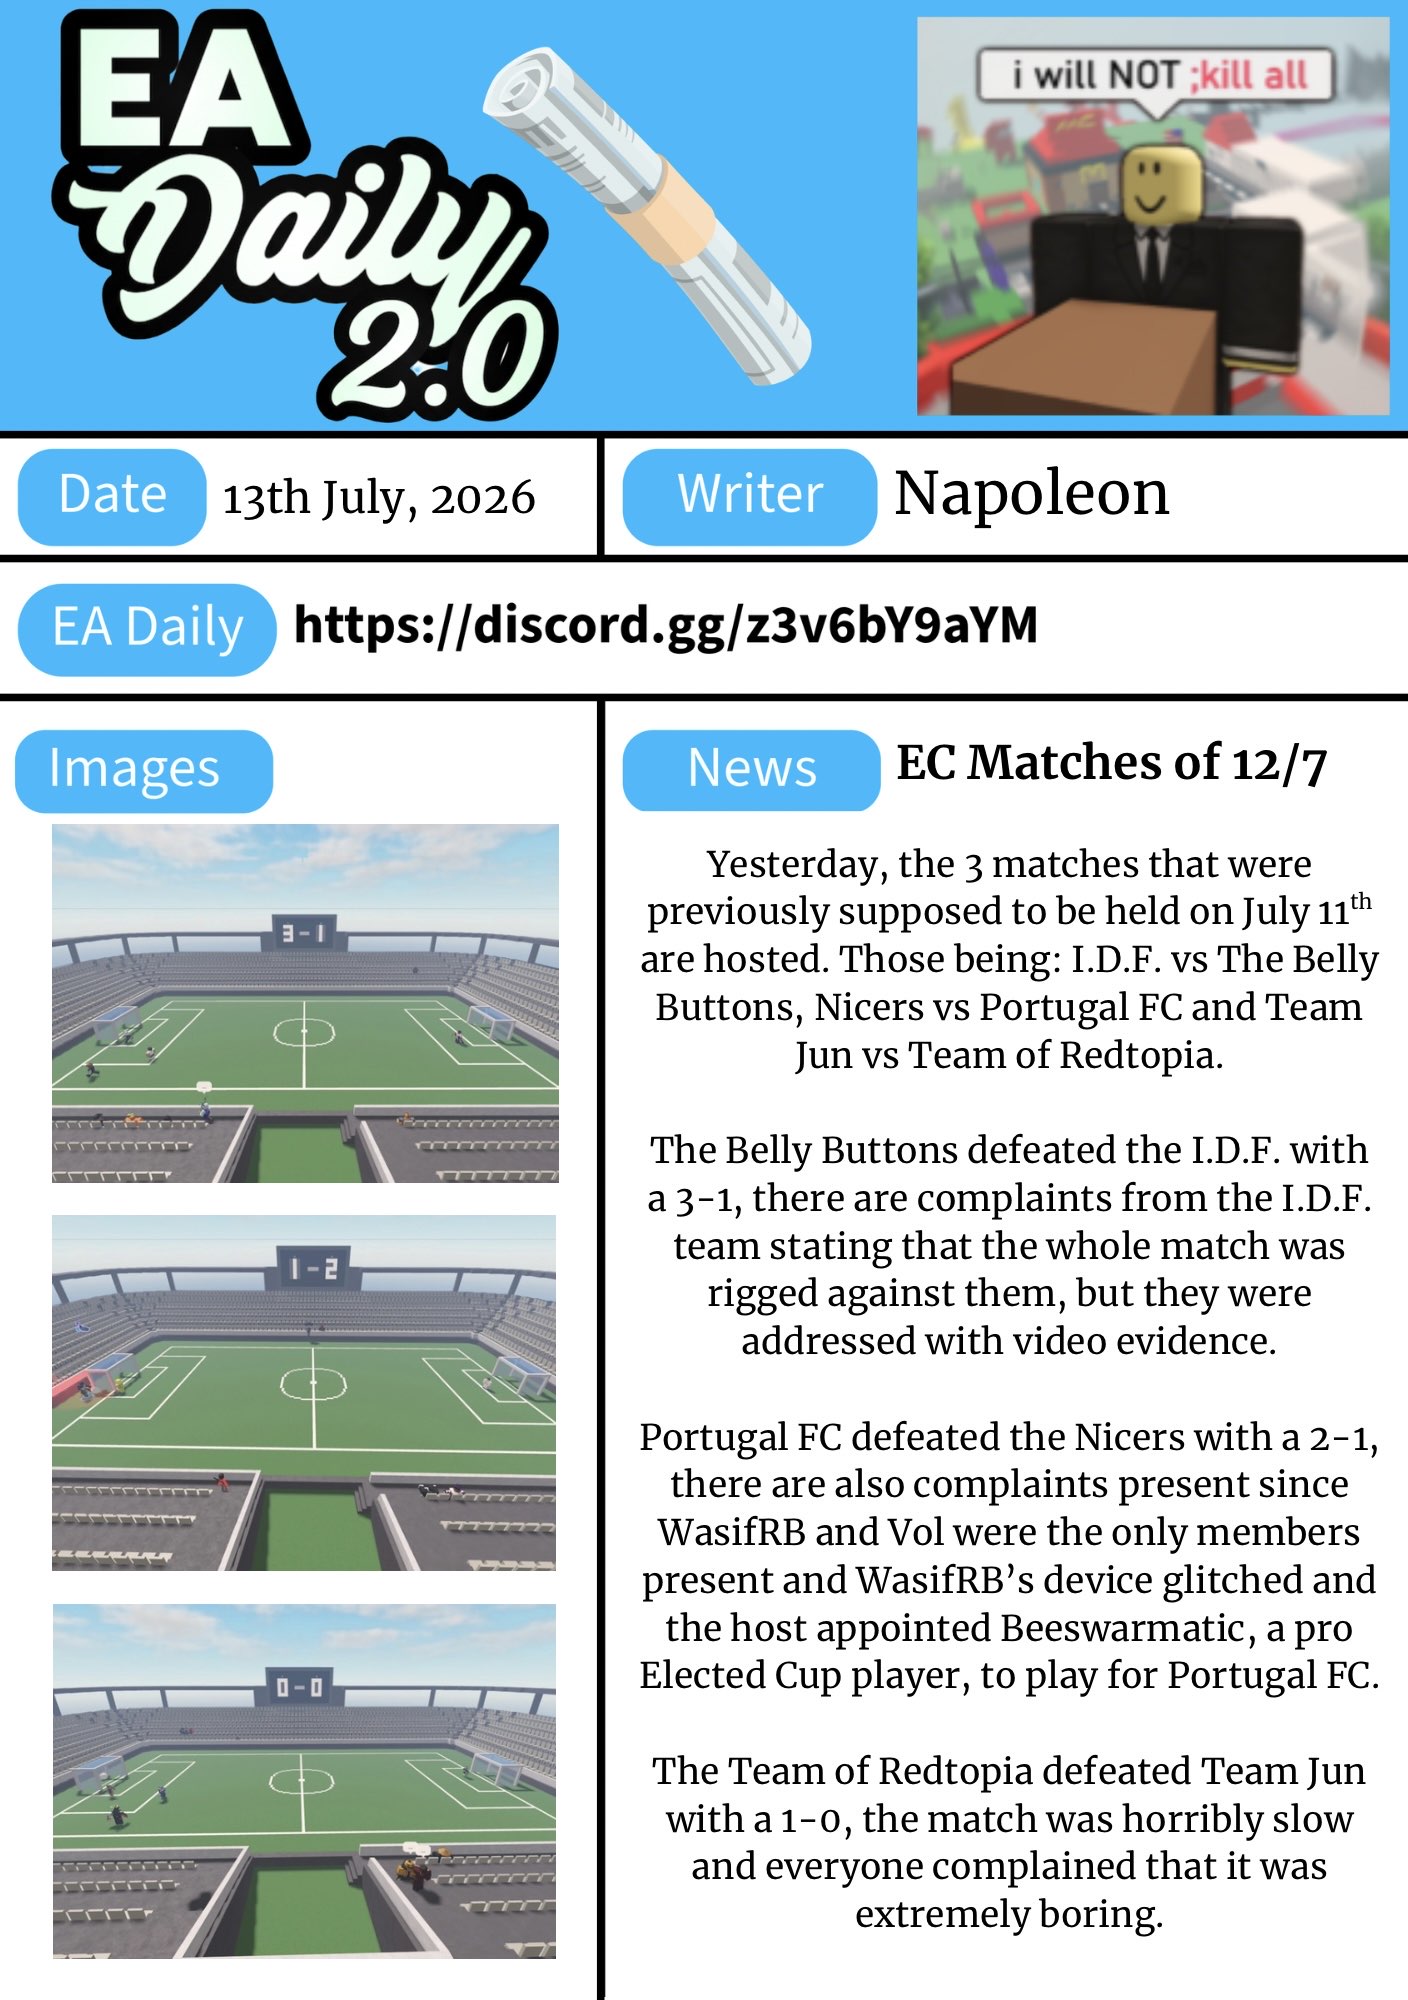 EA
Daily
2.0
i will NOT ;kill all
Date
13th July, 2026
Writer
Napoleon
EA Daily
https://discord.gg/z3v6bY9aYM
Images
3-1
1-2
0-0
News
EC Matches of 12/7
Yesterday, the 3 matches that were
previously supposed to be held on July 11th
are hosted. Those being: I.D.F. vs The Belly
Buttons, Nicers vs Portugal FC and Team
Jun vs Team of Redtopia.
The Belly Buttons defeated the I.D.F. with
a 3-1, there are complaints from the I.D.F.
team stating that the whole match was
rigged against them, but they were
addressed with video evidence.
Portugal FC defeated the Nicers with a 2-1,
there are also complaints present since
WasifRB and Vol were the only members
present and WasifRB’s device glitched and
the host appointed Beeswarmatic, a pro
Elected Cup player, to play for Portugal FC.
The Team of Redtopia defeated Team Jun
with a 1-0, the match was horribly slow
and everyone complained that it was
extremely boring.